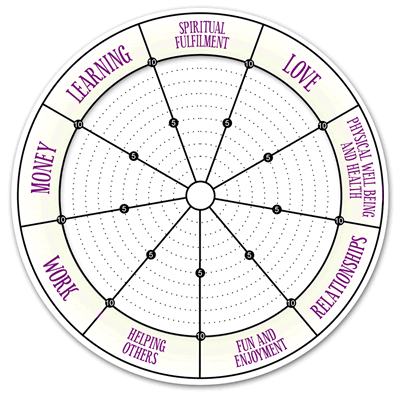 SPIRITUAL
FULFILMENT
LOVE
PHYSICAL WELL BEING
AND HEALTH
RELATIONSHIPS
FUN AND
ENJOYMENT
HELPING
OTHERS
WORK
MONEY
LEARNING
10
10
10
10
10
10
10
10
10
5
5
5
5
5
5
5
5
5